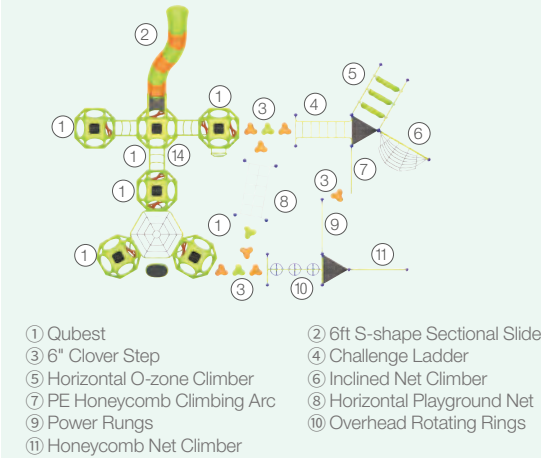 ②
①
③
④
⑤
⑥
①
①
⑭
⑦
①
③
⑧
①
⑨
①
⑪
③
⑩
① Qubest
② 6ft S-shape Sectional Slide
③ 6" Clover Step
④ Challenge Ladder
⑤ Horizontal O-zone Climber
⑥ Inclined Net Climber
⑦ PE Honeycomb Climbing Arc
⑧ Horizontal Playground Net
⑨ Power Rungs
⑩ Overhead Rotating Rings
⑪ Honeycomb Net Climber